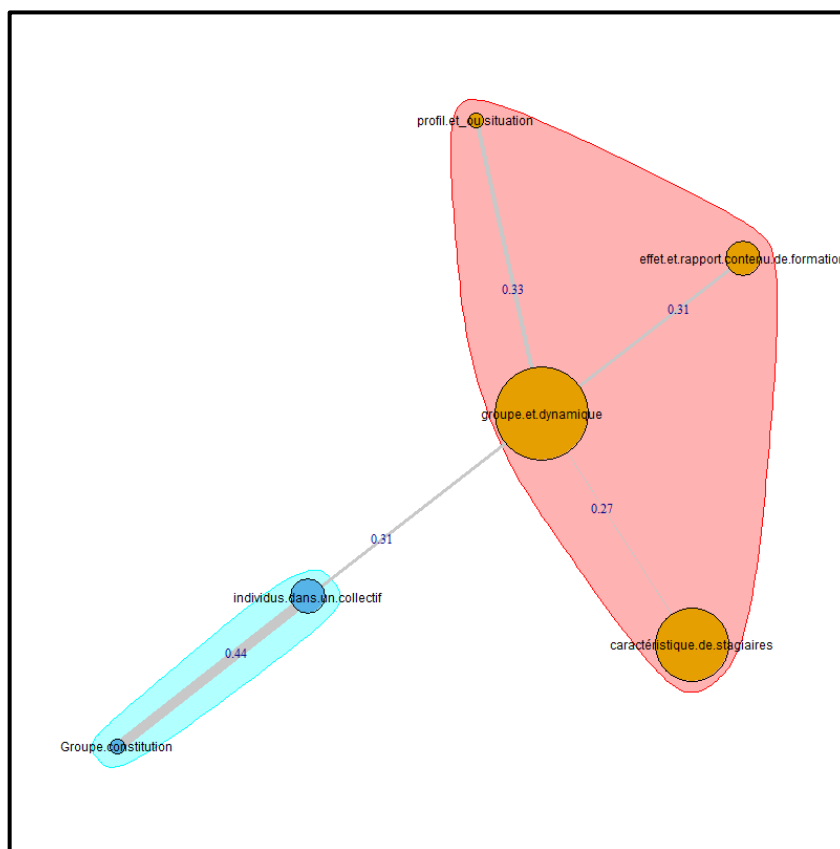 profil.et_ou.situation
effet.et.rapport.contenu.de.formation
0.33
0.31
groupe.et.dynamique
0.27
0.31
individus.dans.un.collectif
caractéristique.de.stagiaires
0.44
Groupe.constitution